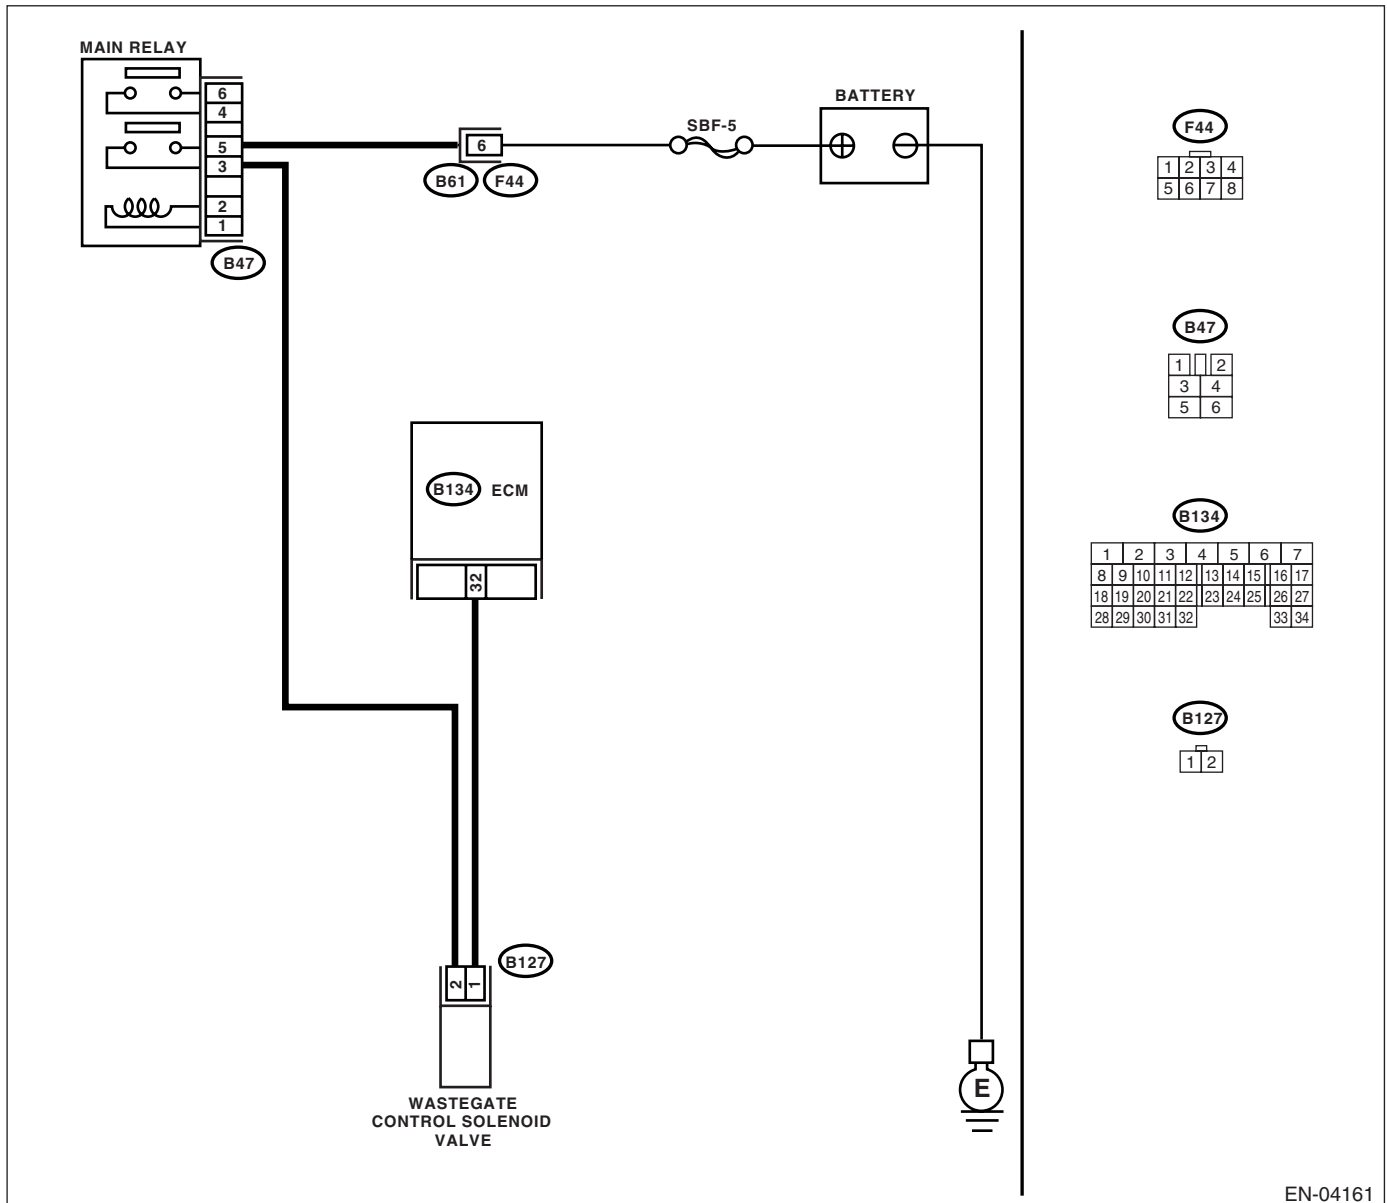 MAIN RELAY
6
4
5
3
2
1
B47
6
B61 F44
SBF-5
BATTERY
B134 ECM
32
2 1
B127
WASTEGATE
CONTROL SOLENOID
VALVE
E
F44
1 2 3 4
5 6 7 8
B47
1 2
3 4
5 6
B134
1 2 3 4 5 6 7
8 9 10 11 12 13 14 15 16 17
18 19 20 21 22 23 24 25 26 27
28 29 30 31 32 33 34
B127
1 2
EN-04161